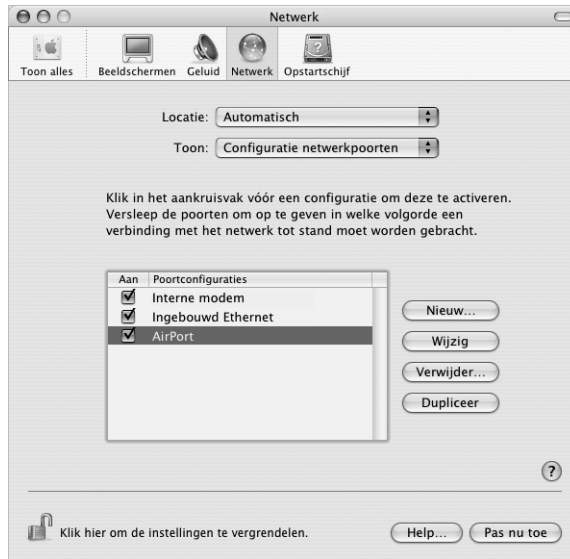 Netwerk
Toon alles Beeldschermen Geluid Netwerk Opstartschijf
Locatie: Automatisch
Toon: Configuratie netwerkpoorten
Klik in het aankruisvak vóór een configuratie om deze te activeren.
Versleep de poorten om op te geven in welke volgorde een
verbinding met het netwerk tot stand moet worden gebracht.
Aan Poortconfiguraties
Interne modem
Ingebouwd Ethernet
AirPort
Nieuw...
Wijzig
Verwijder...
Dupliceer
?
Klik hier om de instellingen te vergrendelen.
Help... Pas nu toe